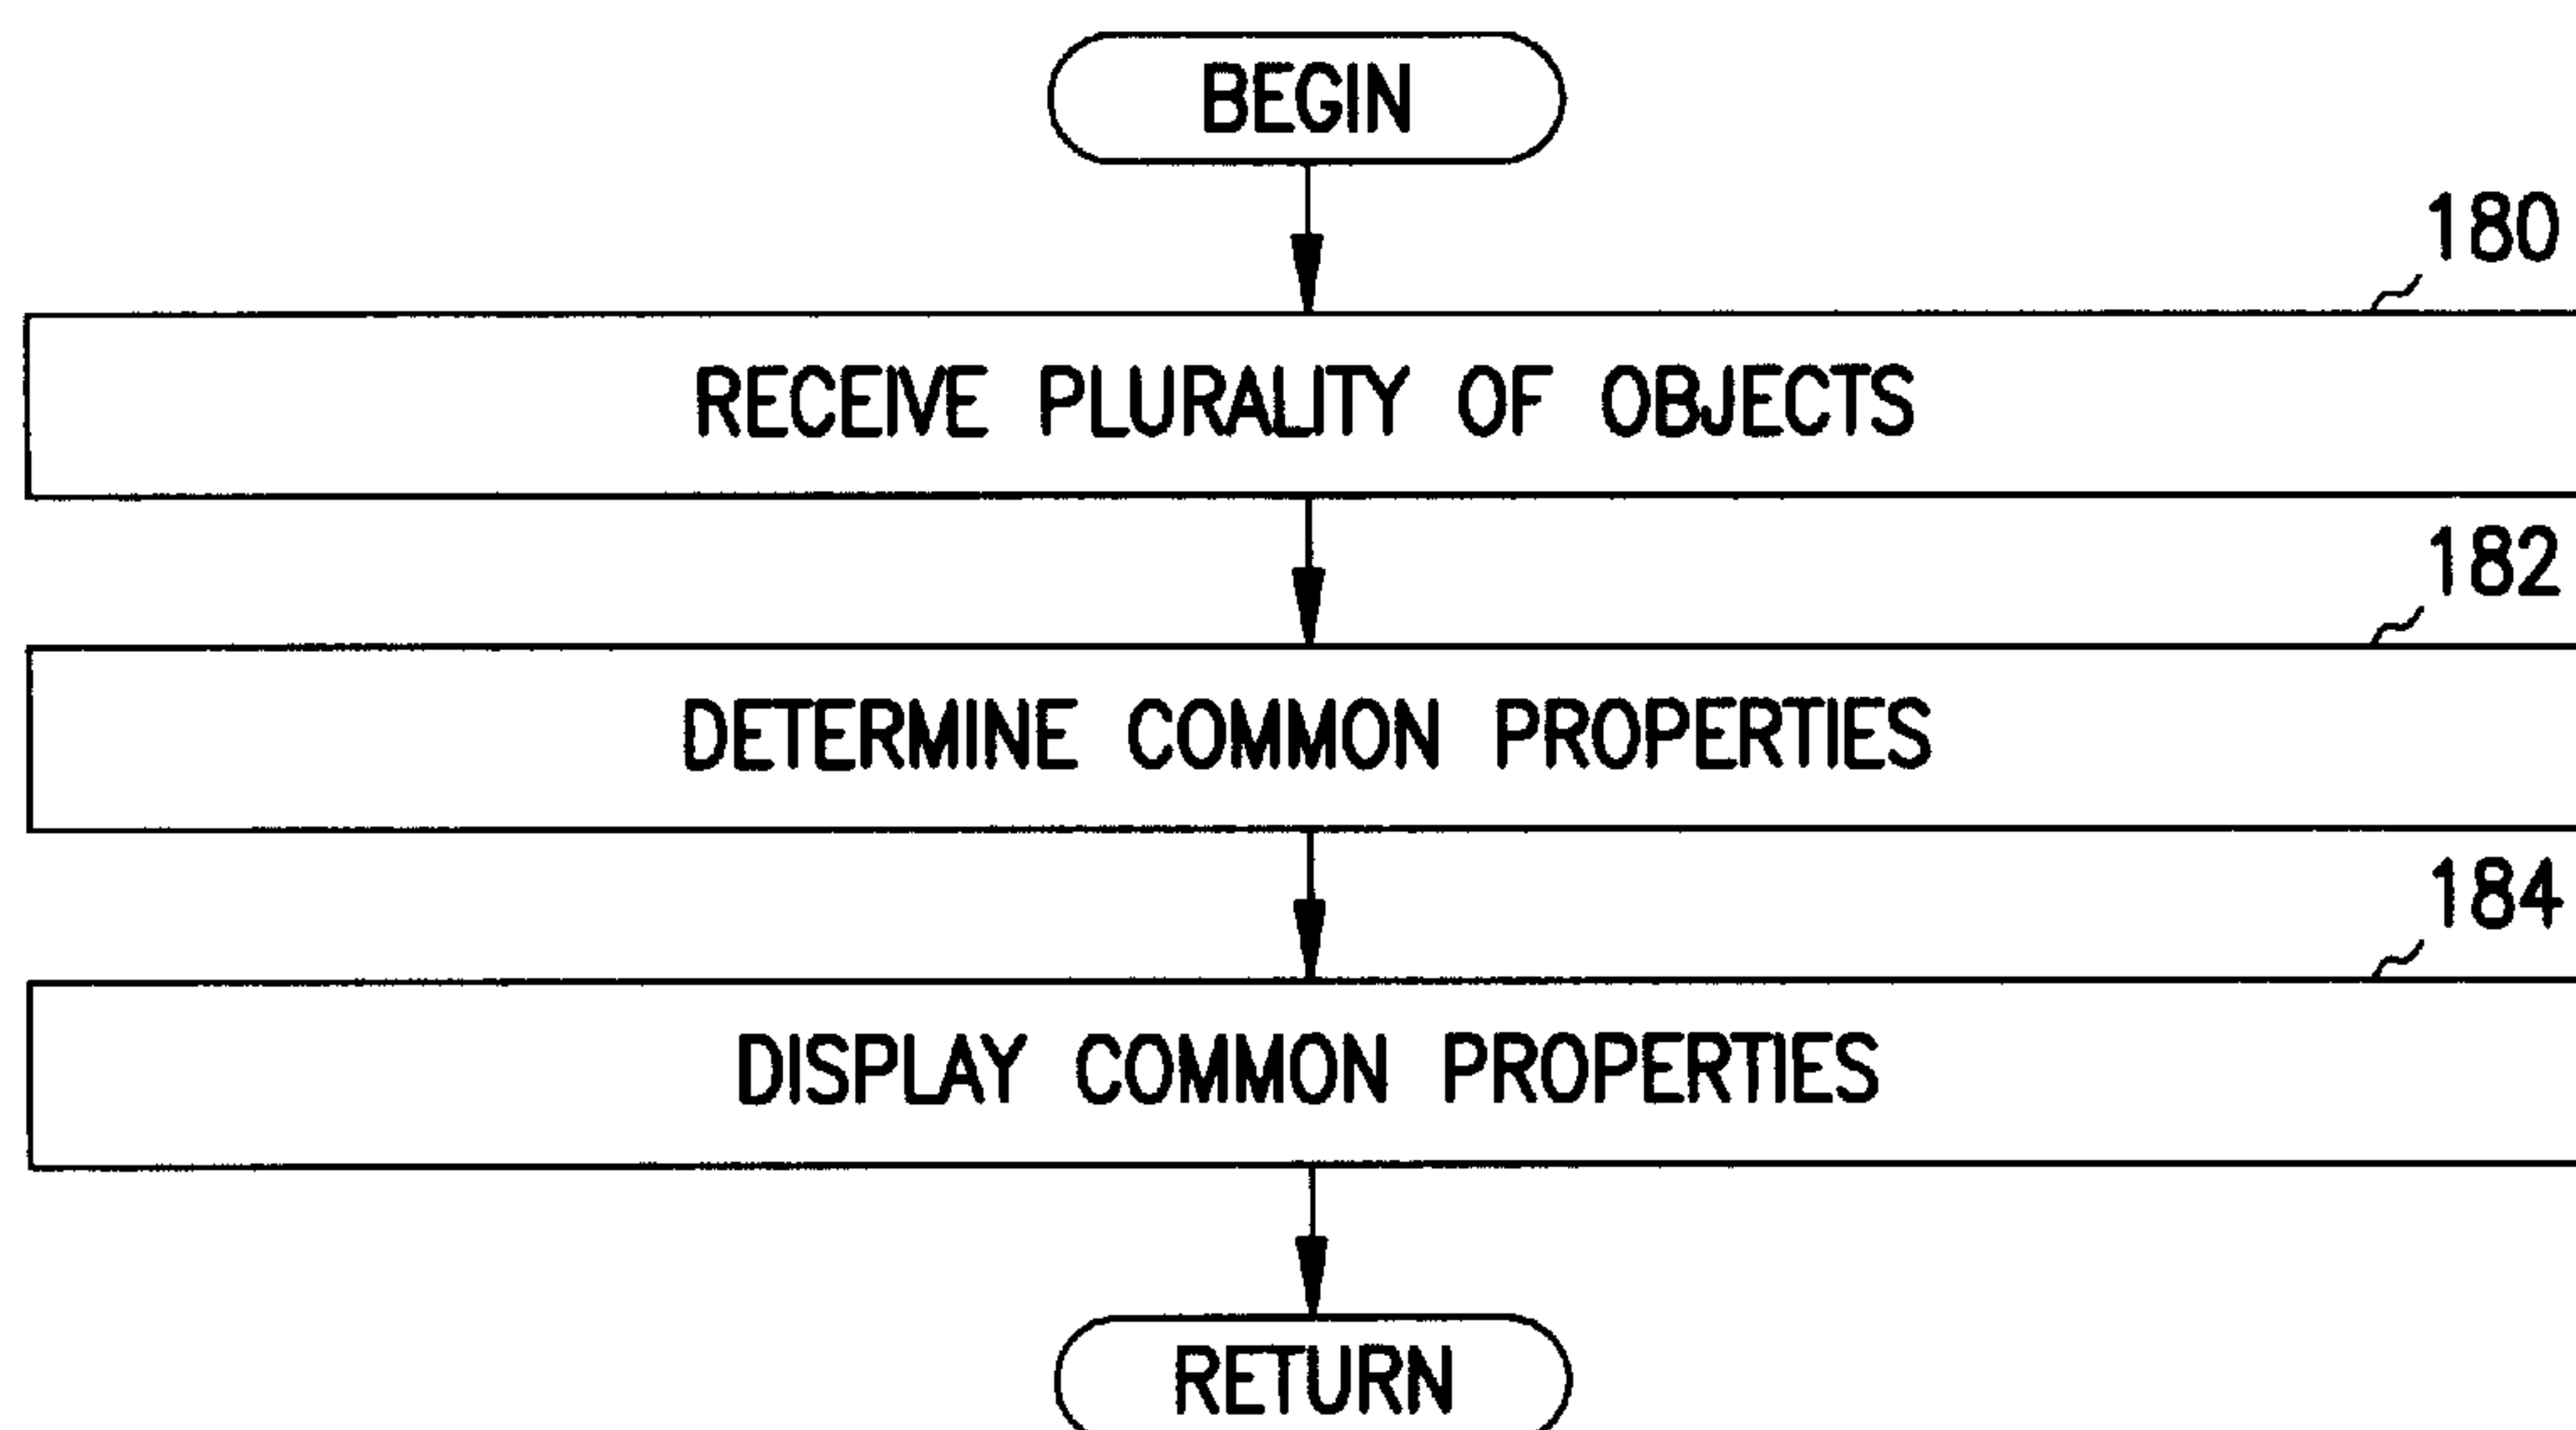 BEGIN
180
RECEIVE PLURALITY OF OBJECTS
182
DETERMINE COMMON PROPERTIES
184
DISPLAY COMMON PROPERTIES
RETURN